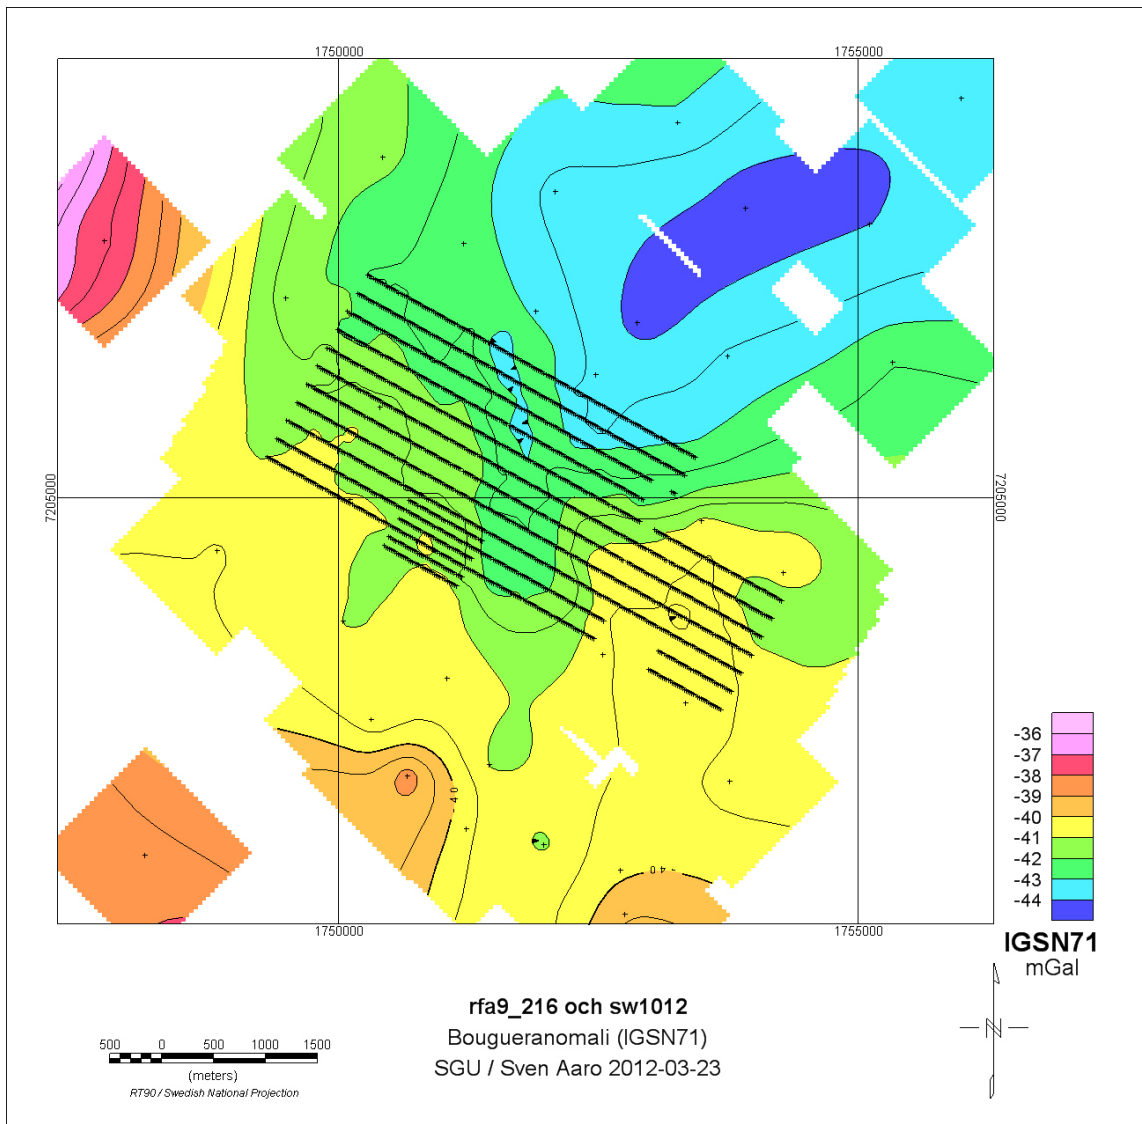 1750000 1755000
7205000 7205000
-40
-40
1750000 1755000
-36
-37
-38
-39
-40
-41
-42
-43
-44
IGSN71
mGal
rfa9_216 och sw1012
Bougueranomali (IGSN71)
SGU / Sven Aaro 2012-03-23
500 0 500 1000 1500
(meters)
RT90 / Swedish National Projection
N